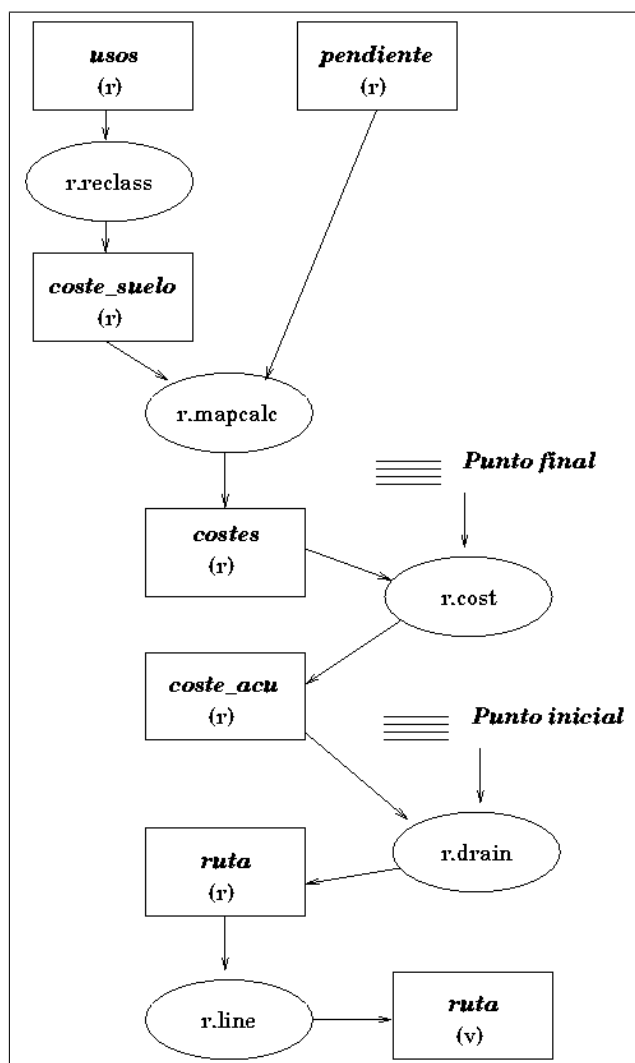 usos
(r)
pendiente
(r)
r.reclass
coste_suelo
(r)
r.mapcalc
Punto final
costes
(r)
r.cost
coste_acu
(r)
Punto inicial
r.drain
ruta
(r)
r.line
ruta
(v)